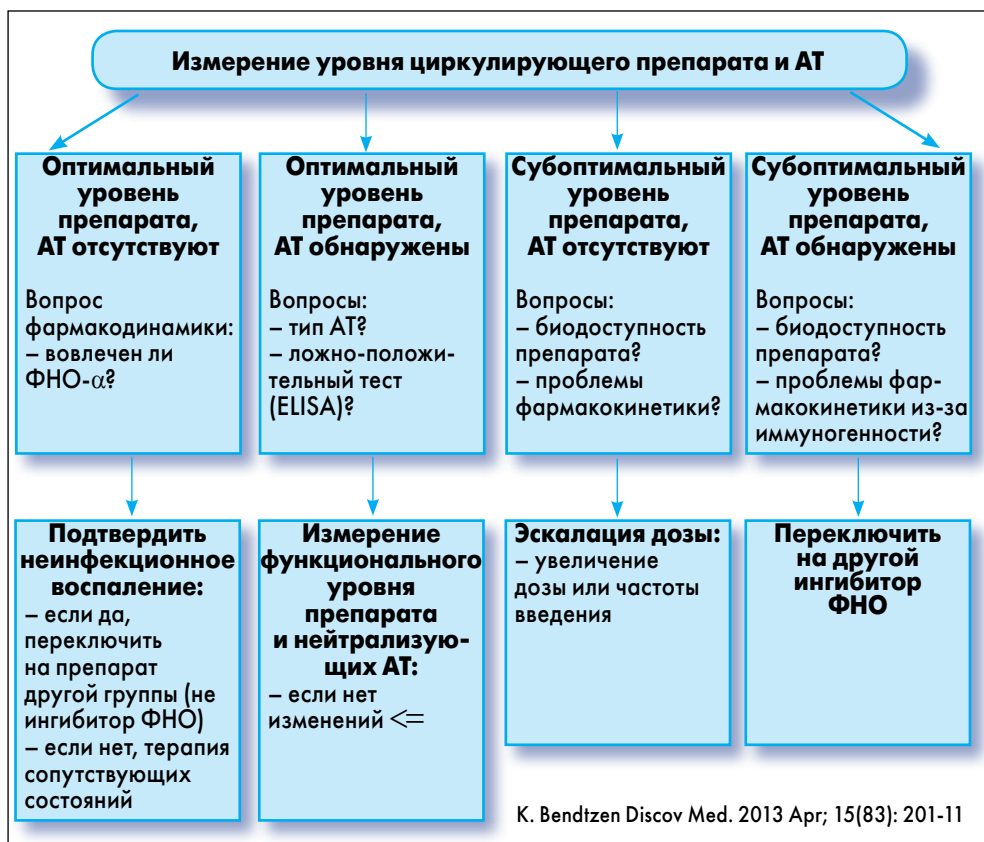 Измерение уровня циркулирующего препарата и АТ
Оптимальный
уровень
препарата,
АТ отсутствуют
Вопрос
фармакодинамики:
– вовлечен ли
ФНО-α?
Оптимальный
уровень
препарата,
АТ обнаружены
Вопросы:
– тип АТ?
– ложно-положи-
тельный тест
(ELISA)?
Субоптимальный
уровень
препарата,
АТ отсутствуют
Вопросы:
– биодоступность
препарата?
– проблемы
фармакокинетики?
Субоптимальный
уровень
препарата,
АТ обнаружены
Вопросы:
– биодоступность
препарата?
– проблемы фар-
макокинетики из-за
иммуногенности?
Подтвердить
неинфекционное
воспаление:
– если да,
переключить
на препарат
другой группы (не
ингибитор ФНО)
– если нет, терапия
сопутствующих
состояний
Измерение
функционального
уровня
препарата
и нейтрализую-
щих АТ:
– если нет
изменений <=
Эскалация дозы:
– увеличение
дозы или частоты
введения
Переключить
на другой
ингибитор
ФНО
K. Bendtzen Discov Med. 2013 Apr; 15(83): 201-11